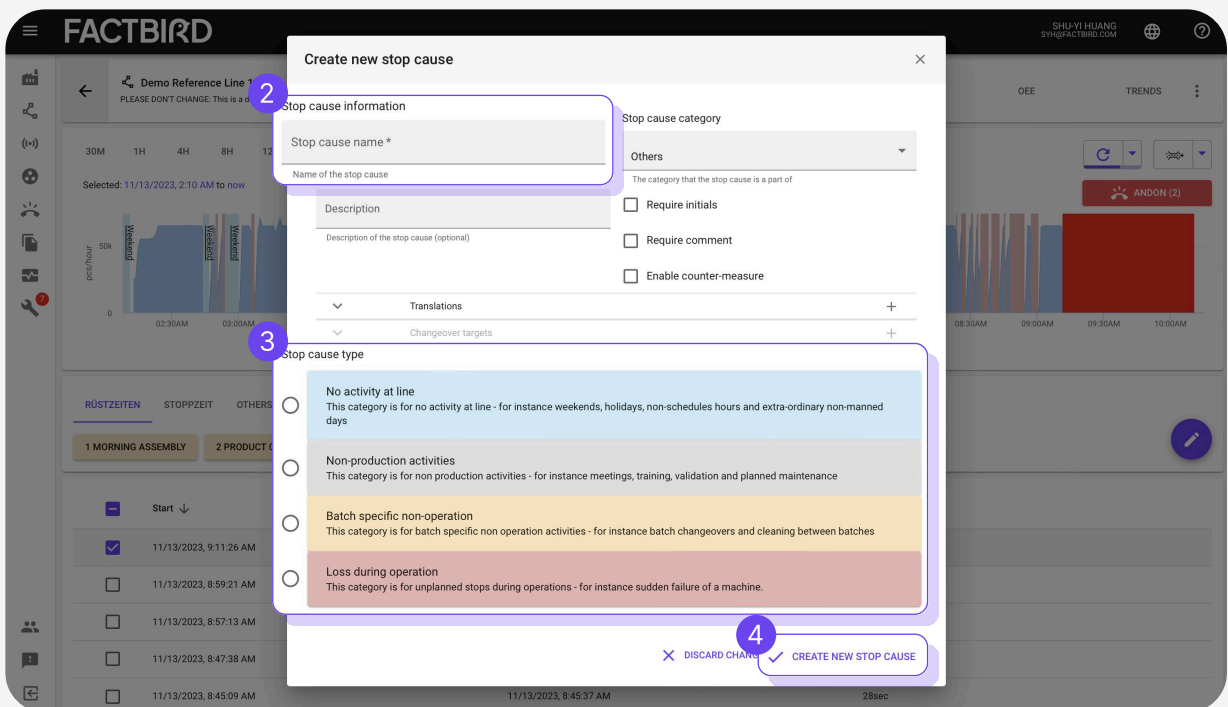 FACTBIRD
SHU-YI HUANG
SYH@FACTBIRD.COM
Demo Reference Line 1
PLEASE DON'T CHANGE: This is a d
OEE
TRENDS
30M 1H 4H 8H 12
Selected: 11/13/2023, 2:10 AM to now
ANDON (2)
pcs/hour
50k
0
Weekend
Weekend
Weekend
02:30AM
03:00AM
08:30AM
09:00AM
09:30AM
10:00AM
7
RÜSTZEITEN
STOPPZEIT
OTHERS
1 MORNING ASSEMBLY
2 PRODUCT
Start
11/13/2023, 9:11:26 AM
11/13/2023, 8:59:21 AM
11/13/2023, 8:57:13 AM
11/13/2023, 8:47:38 AM
11/13/2023, 8:45:09 AM
11/13/2023, 8:45:37 AM
28sec
Create new stop cause
2
Stop cause information
Stop cause name *
Name of the stop cause
Stop cause category
Others
The category that the stop cause is a part of
Description
Description of the stop cause (optional)
Require initials
Require comment
Enable counter-measure
Translations
Changeover targets
3
Stop cause type
No activity at line
This category is for no activity at line - for instance weekends, holidays, non-schedules hours and extra-ordinary non-manned
days
Non-production activities
This category is for non production activities - for instance meetings, training, validation and planned maintenance
Batch specific non-operation
This category is for batch specific non operation activities - for instance batch changeovers and cleaning between batches
Loss during operation
This category is for unplanned stops during operations - for instance sudden failure of a machine.
4
DISCARD CHAN
CREATE NEW STOP CAUSE